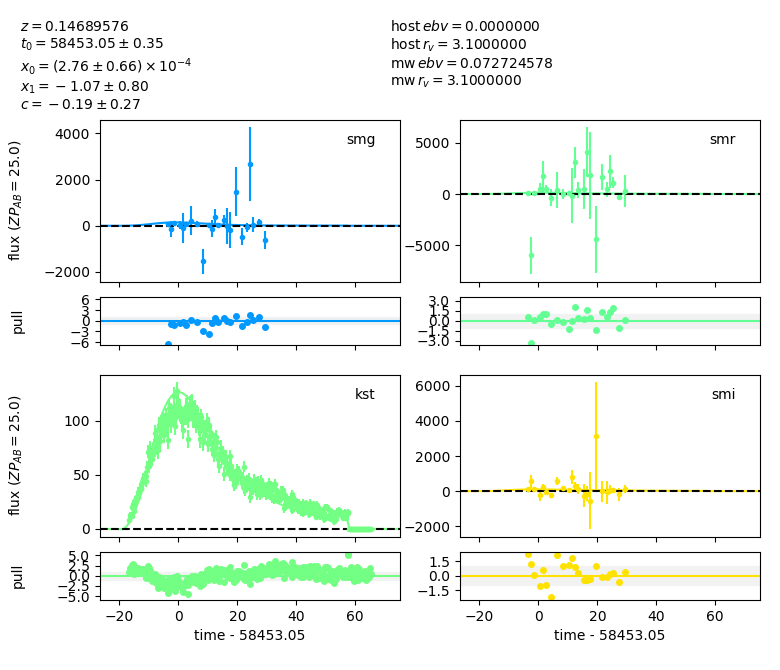 z = 0.14689576
t₀ = 58453.05 ± 0.35
x₀ = (2.76 ± 0.66) × 10⁻⁴
x₁ = −1.07 ± 0.80
c = −0.19 ± 0.27
host ebv = 0.0000000
host r_v = 3.1000000
mw ebv = 0.072724578
mw r_v = 3.1000000
smg
flux (ZP_AB = 25.0)
4000
2000
0
−2000
smr
5000
0
−5000
pull
6
3
0
−3
−6
3.0
1.5
0.0
−1.5
−3.0
kst
flux (ZP_AB = 25.0)
100
50
0
smi
6000
4000
2000
0
−2000
pull
5.0
2.5
0.0
−2.5
−5.0
1.5
0.0
−1.5
−20 0 20 40 60
−20 0 20 40 60
time - 58453.05
time - 58453.05